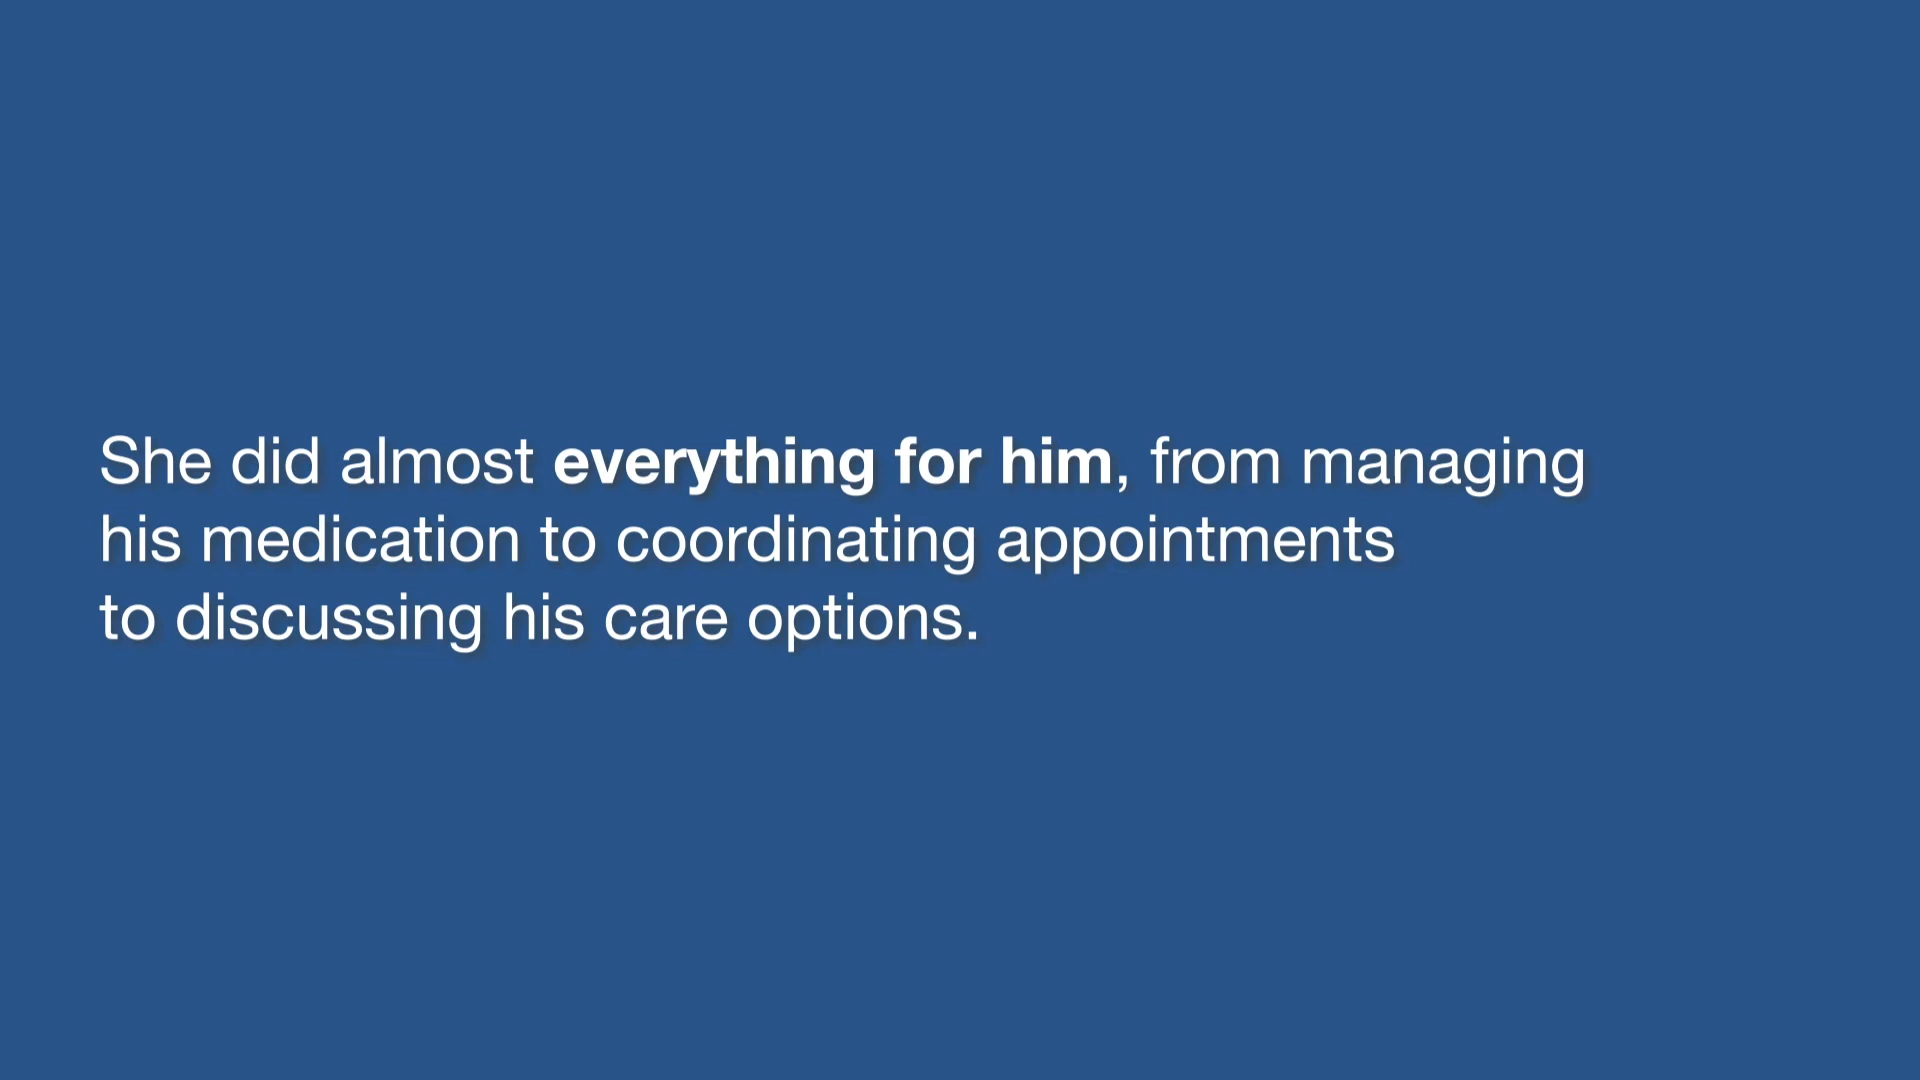 She did almost everything for him, from managing
his medication to coordinating appointments
to discussing his care options.